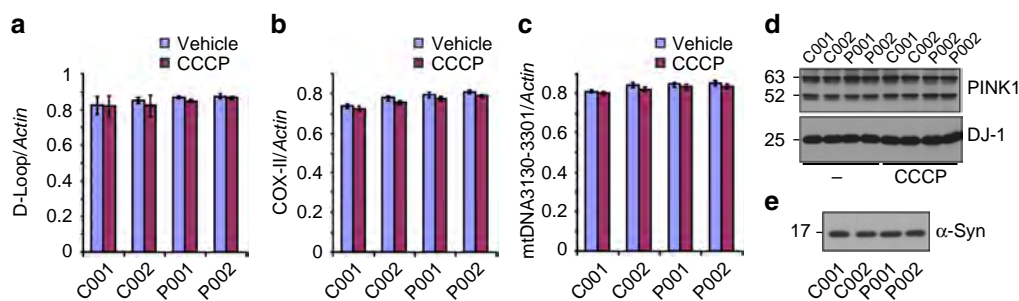 a
Vehicle
CCCP
D-Loop/Actin
1
0.8
0.6
0.4
0.2
0
C001
C002
P001
P002
b
Vehicle
CCCP
COX-II/Actin
0.8
0.6
0.4
0.2
0
C001
C002
P001
P002
c
Vehicle
CCCP
mtDNA3130-3301/Actin
0.8
0.6
0.4
0.2
0
C001
C002
P001
P002
d
C001 C002 P001 P002 C001 C002 P001 P002
63
52
PINK1
25
DJ-1
– CCCP
e
17
α-Syn
C001 C002 P001 P002